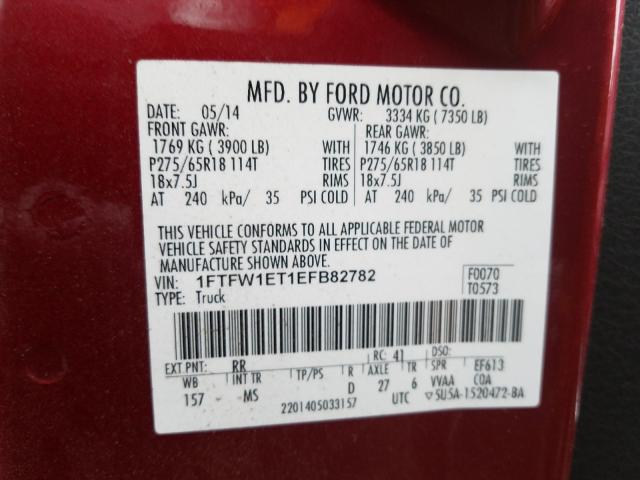 MFD. BY FORD MOTOR CO.
DATE: 05/14 GVWR: 3334 KG ( 7350 LB)
FRONT GAWR: REAR GAWR:
1769 KG ( 3900 LB) WITH 1746 KG ( 3850 LB) WITH
P275/65R18 114T TIRES P275/65R18 114T TIRES
18x7.5J RIMS 18x7.5J RIMS
AT 240 kPa/ 35 PSI COLD AT 240 kPa/ 35 PSI COLD
THIS VEHICLE CONFORMS TO ALL APPLICABLE FEDERAL MOTOR
VEHICLE SAFETY STANDARDS IN EFFECT ON THE DATE OF
MANUFACTURE SHOWN ABOVE.
VIN: 1FTFW1ET1EFB82782 F0070
TYPE: Truck T0573
EXT PNT: RR RC: 41 DSO: EF613
WB INT TR TP/PS R AXLE TR SPR COA
157 - MS D 27 6 VVAA
2201405033157 UTC ▽5U5A-1520472-BA